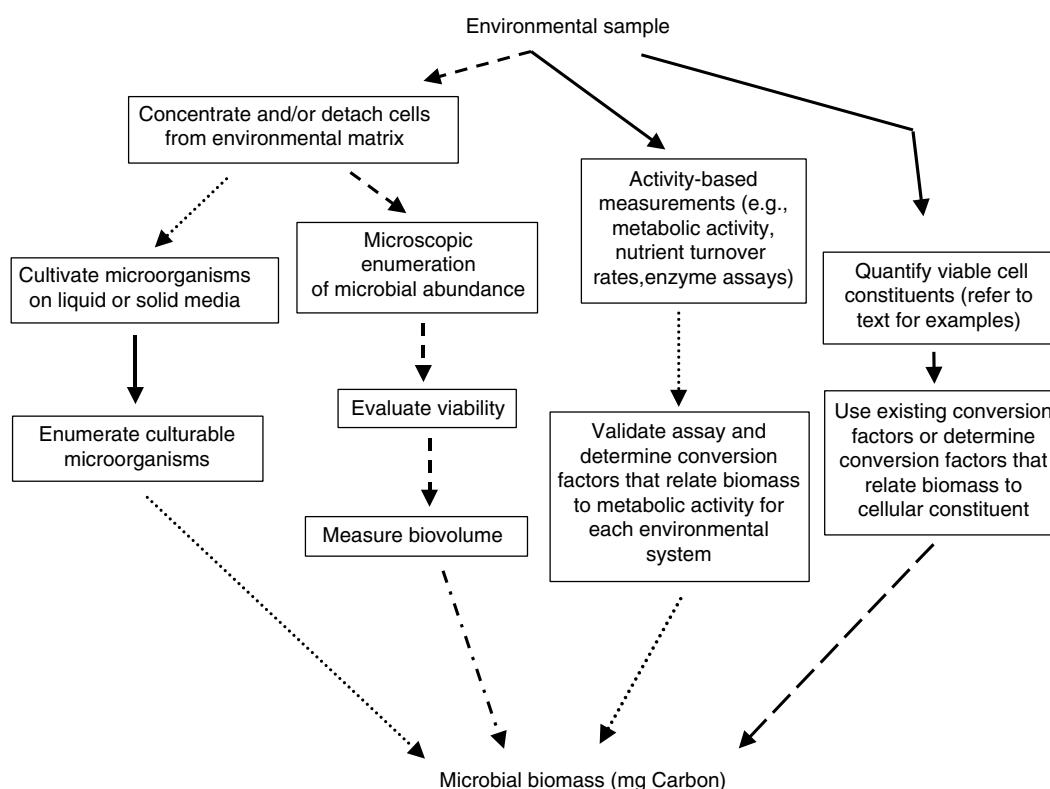 Environmental sample
Concentrate and/or detach cells
from environmental matrix
Activity-based
measurements (e.g.,
metabolic activity,
nutrient turnover
rates,enzyme assays)
Microscopic
enumeration
of microbial abundance
Cultivate microorganisms
on liquid or solid media
Quantify viable cell
constituents (refer to
text for examples)
Evaluate viability
Enumerate culturable
microorganisms
Validate assay and
determine conversion
factors that relate biomass
to metabolic activity for
each environmental
system
Use existing conversion
factors or determine
conversion factors that
relate biomass to
cellular constituent
Measure biovolume
Microbial biomass (mg Carbon)